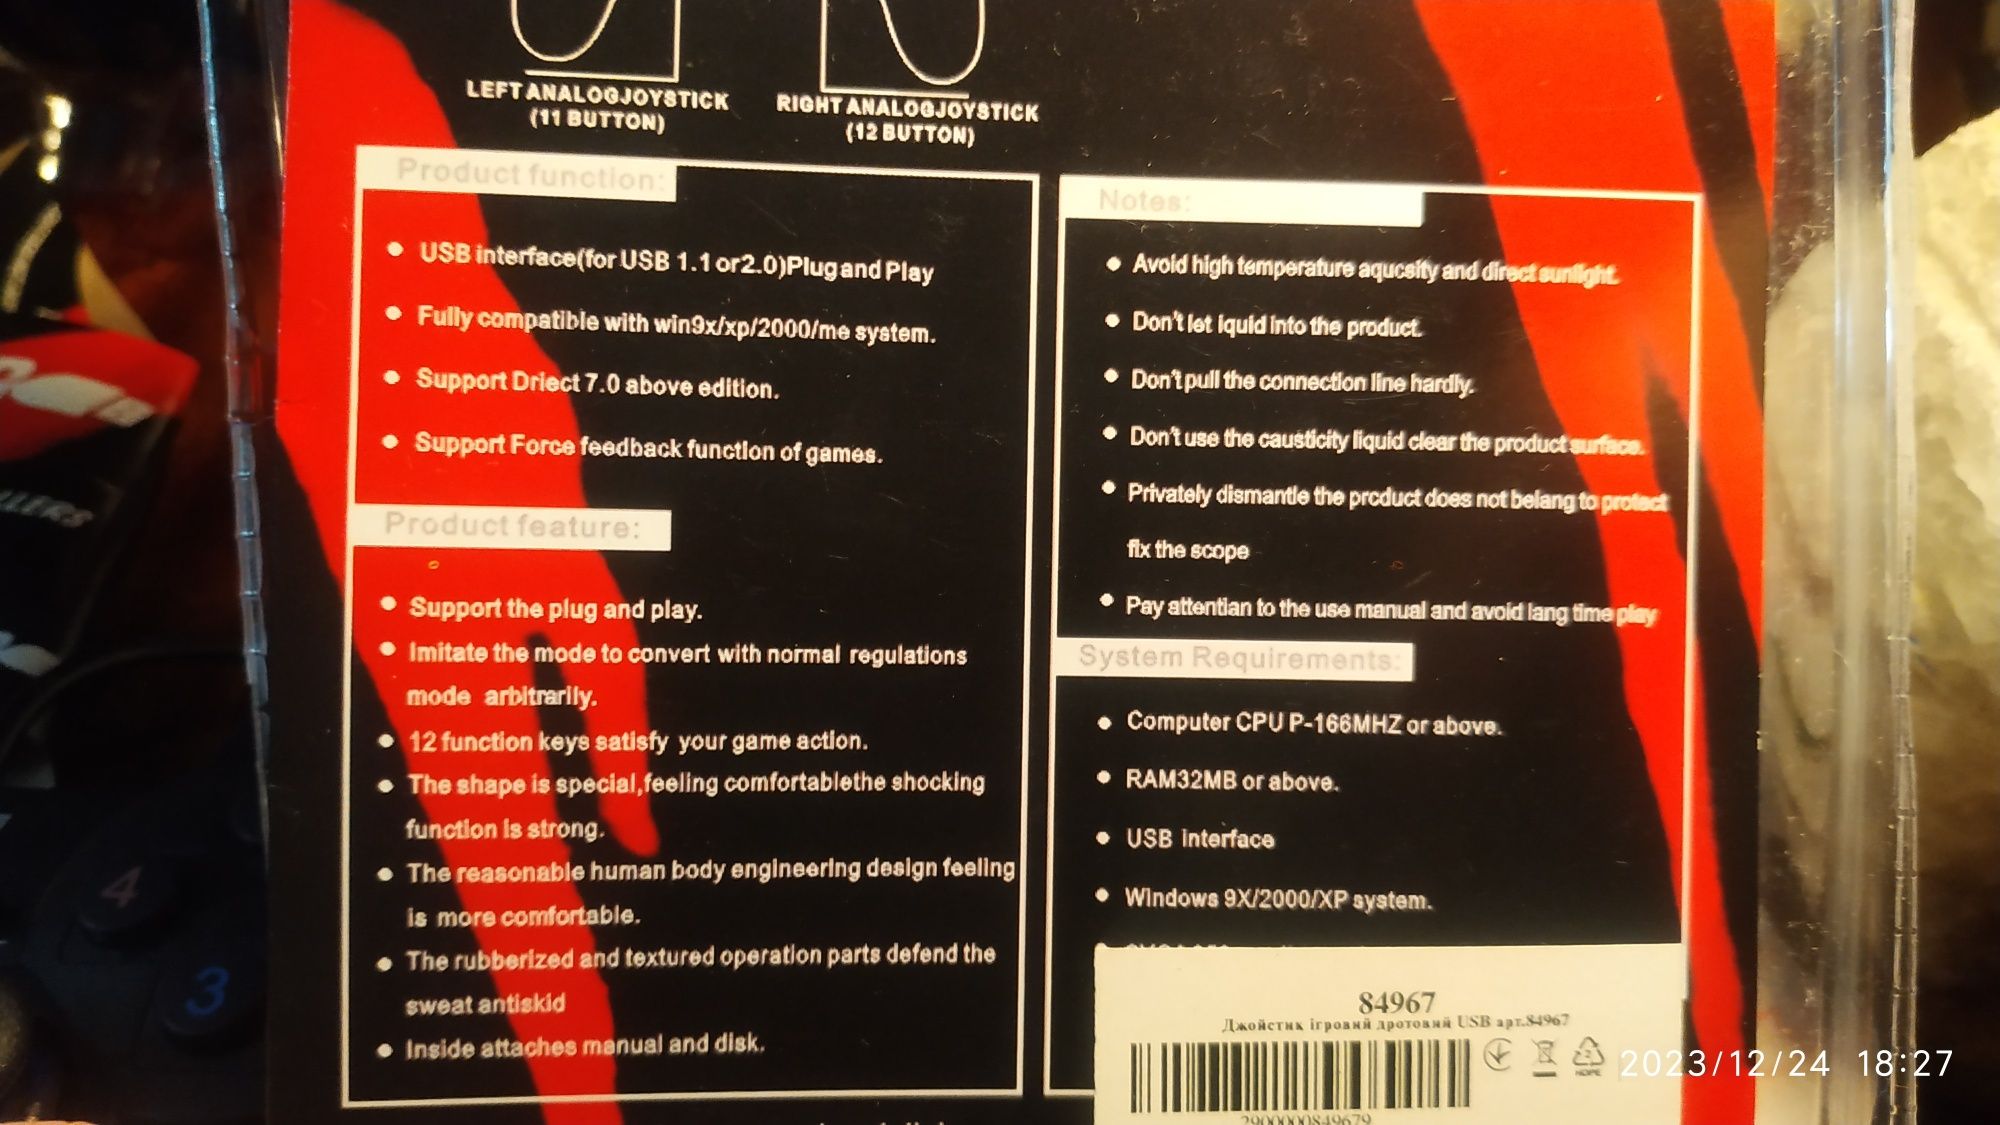 LEFT ANALOGJOYSTICK
(11 BUTTON)
RIGHT ANALOGJOYSTICK
(12 BUTTON)
Product function:
USB interface(for USB 1.1 or2.0)Plug and Play
Fully compatible with win9x/xp/2000/me system.
Support Driect 7.0 above edition.
Support Force feedback function of games.
Product feature:
Support the plug and play.
Imitate the mode to convert with normal regulations
mode arbitrarily.
12 function keys satisfy your game action.
The shape is special,feeling comfortablethe shocking
function is strong.
The reasonable human body engineering design feeling
is more comfortable.
The rubberized and textured operation parts defend the
sweat antiskid
Inside attaches manual and disk.
Notes:
Avoid high temperature aqucsity and direct sunlight.
Don't let iquid into the product.
Don't pull the connection line hardly.
Don't use the causticity liquid clear the product surface.
Privately dismantle the prcduct does not belang to protect
fix the scope
Pay attentian to the use manual and avoid lang time play
System Requirements:
Computer CPU P-166MHZ or above.
RAM32MB or above.
USB interface
Windows 9X/2000/XP system.
84967
Джойстик ігровий дротовий USB арт.84967
2900000849679
HDPE
LLERS
4
3
2023/12/24 18:27